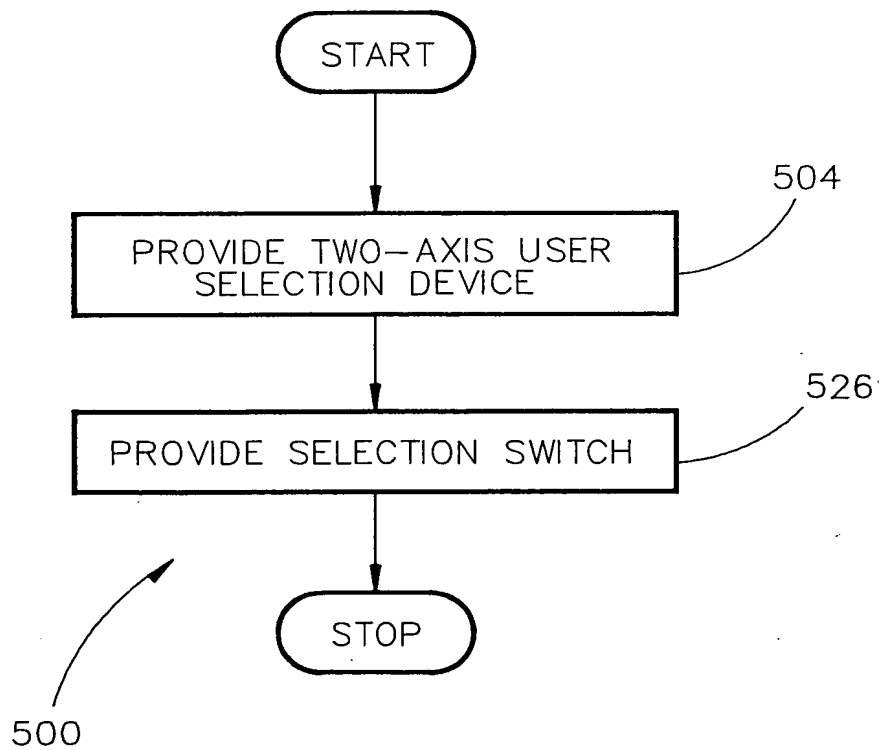 START
504
PROVIDE TWO-AXIS USER
SELECTION DEVICE
526
PROVIDE SELECTION SWITCH
STOP
500